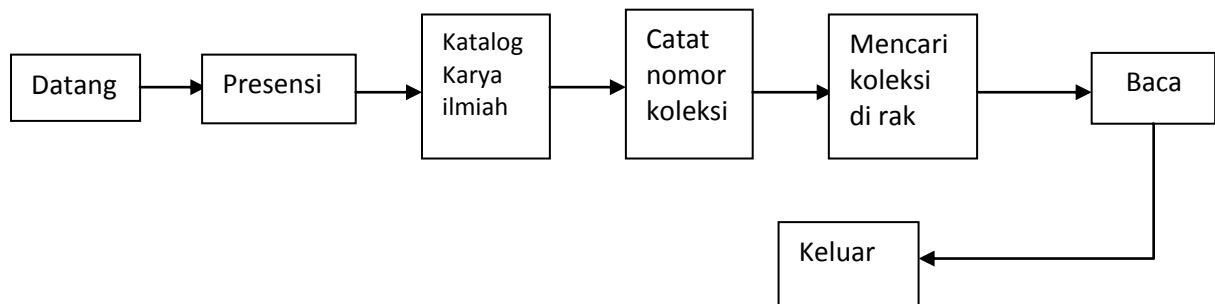 Datang
Presensi
Katalog
Karya
ilmiah
Catat
nomor
koleksi
Mencari
koleksi
di rak
Baca
Keluar